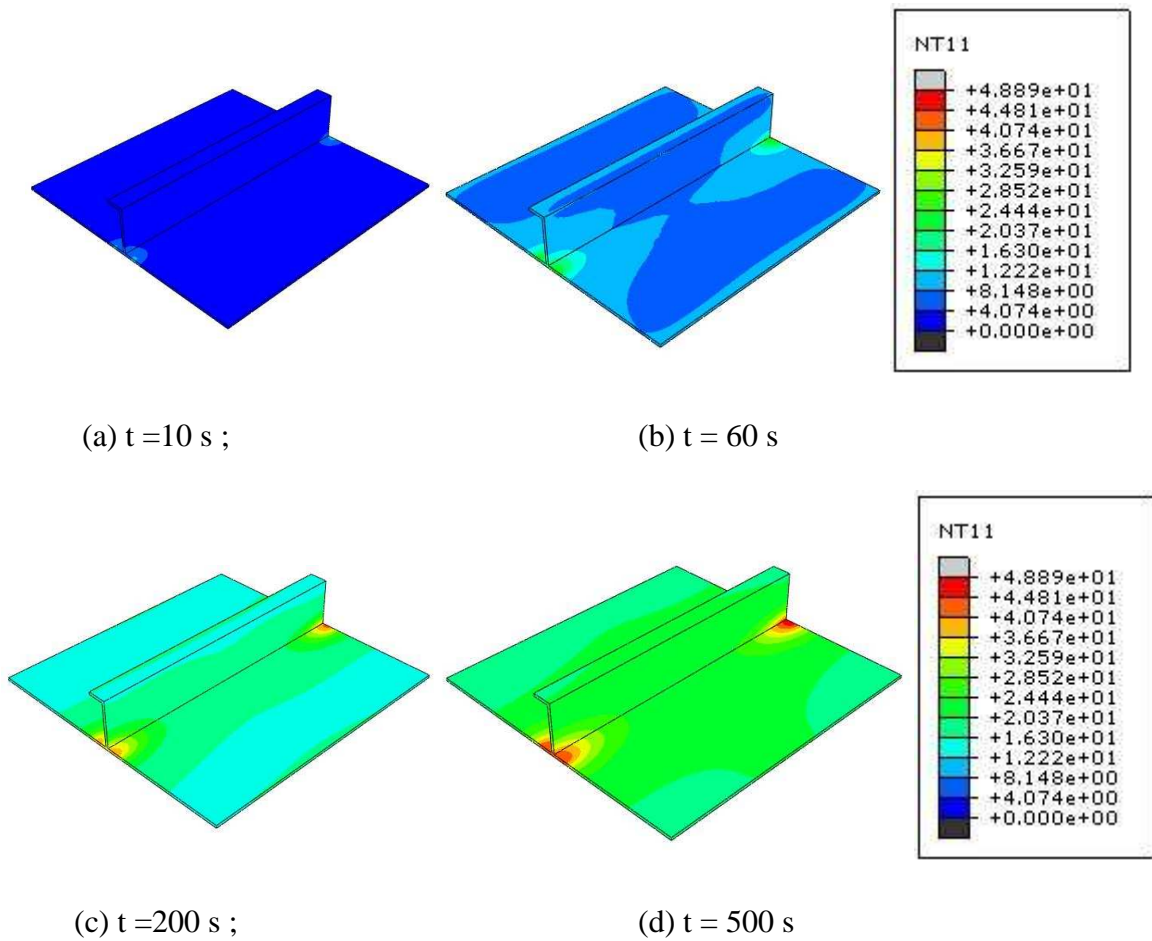 NT11
+4.889e+01
+4.481e+01
+4.074e+01
+3.667e+01
+3.259e+01
+2.852e+01
+2.444e+01
+2.037e+01
+1.630e+01
+1.222e+01
+8.148e+00
+4.074e+00
+0.000e+00
(a) t =10 s ;
(b) t = 60 s
NT11
+4.889e+01
+4.481e+01
+4.074e+01
+3.667e+01
+3.259e+01
+2.852e+01
+2.444e+01
+2.037e+01
+1.630e+01
+1.222e+01
+8.148e+00
+4.074e+00
+0.000e+00
(c) t =200 s ;
(d) t = 500 s